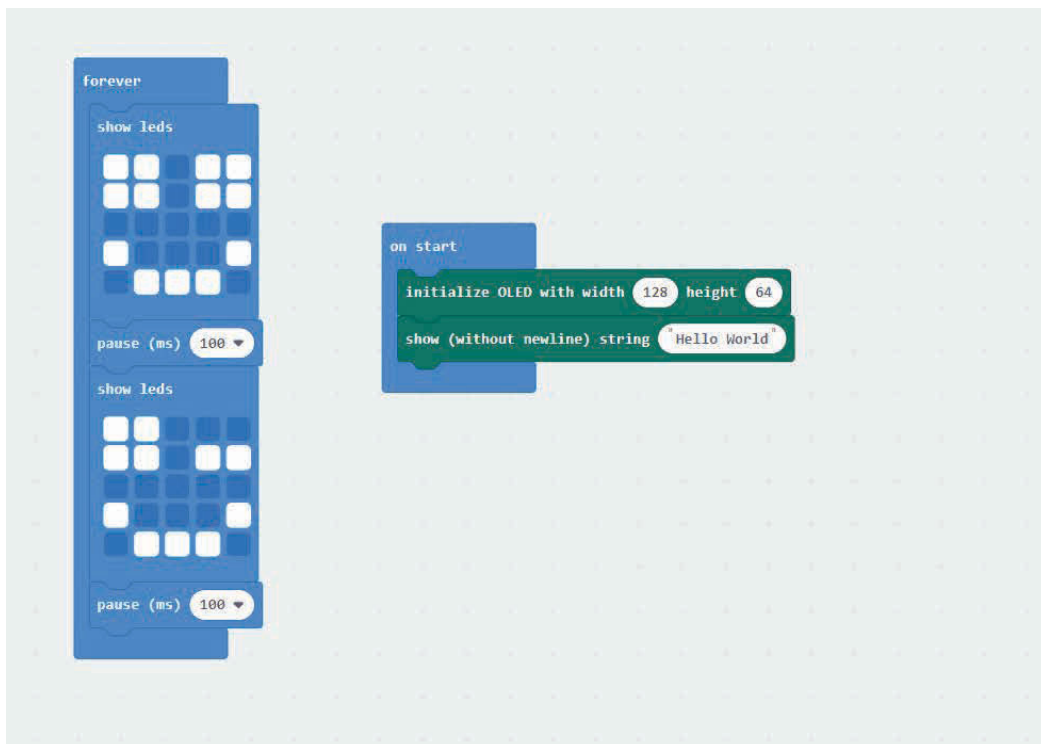 forever
show leds
pause (ms) 100
show leds
pause (ms) 100
on start
initialize OLED with width 128 height 64
show (without newline) string "Hello World"